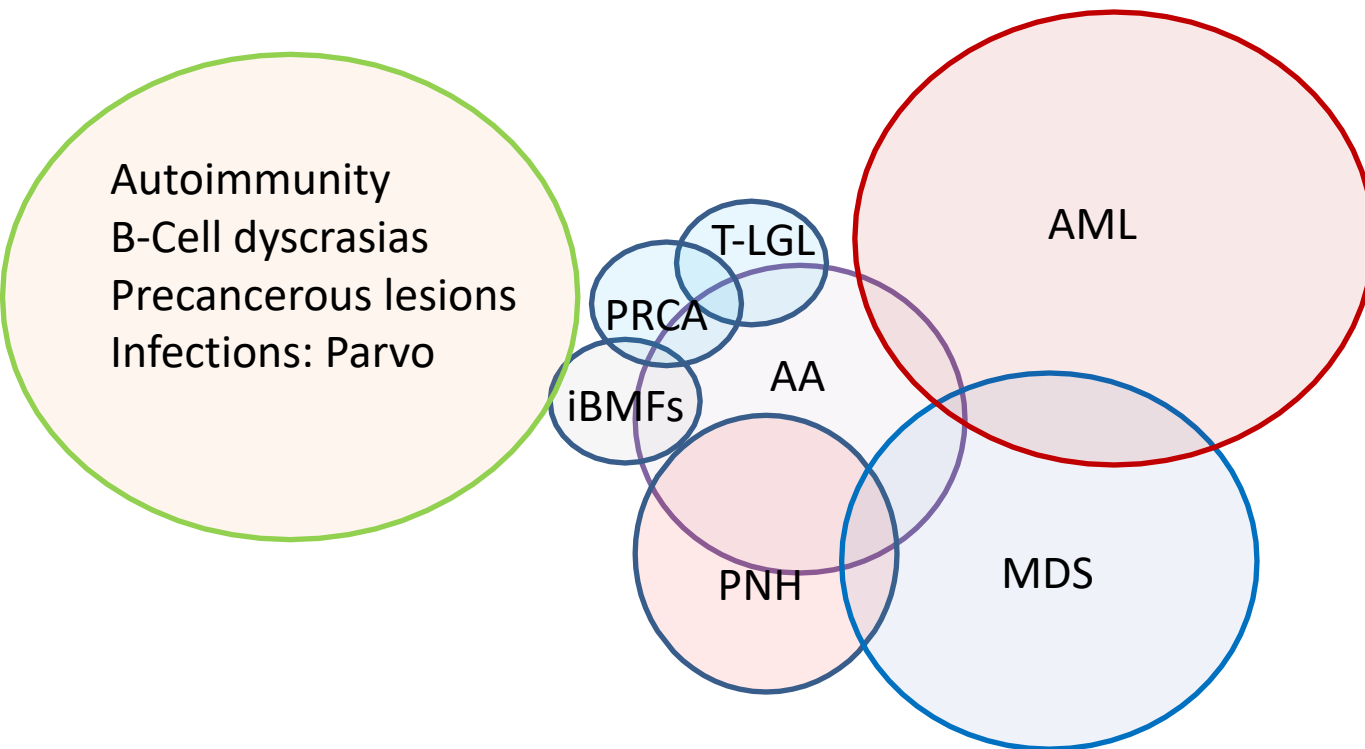 Autoimmunity
B-Cell dyscrasias
Precancerous lesions
Infections: Parvo
T-LGL
PRCA
iBMFs
AA
PNH
AML
MDS